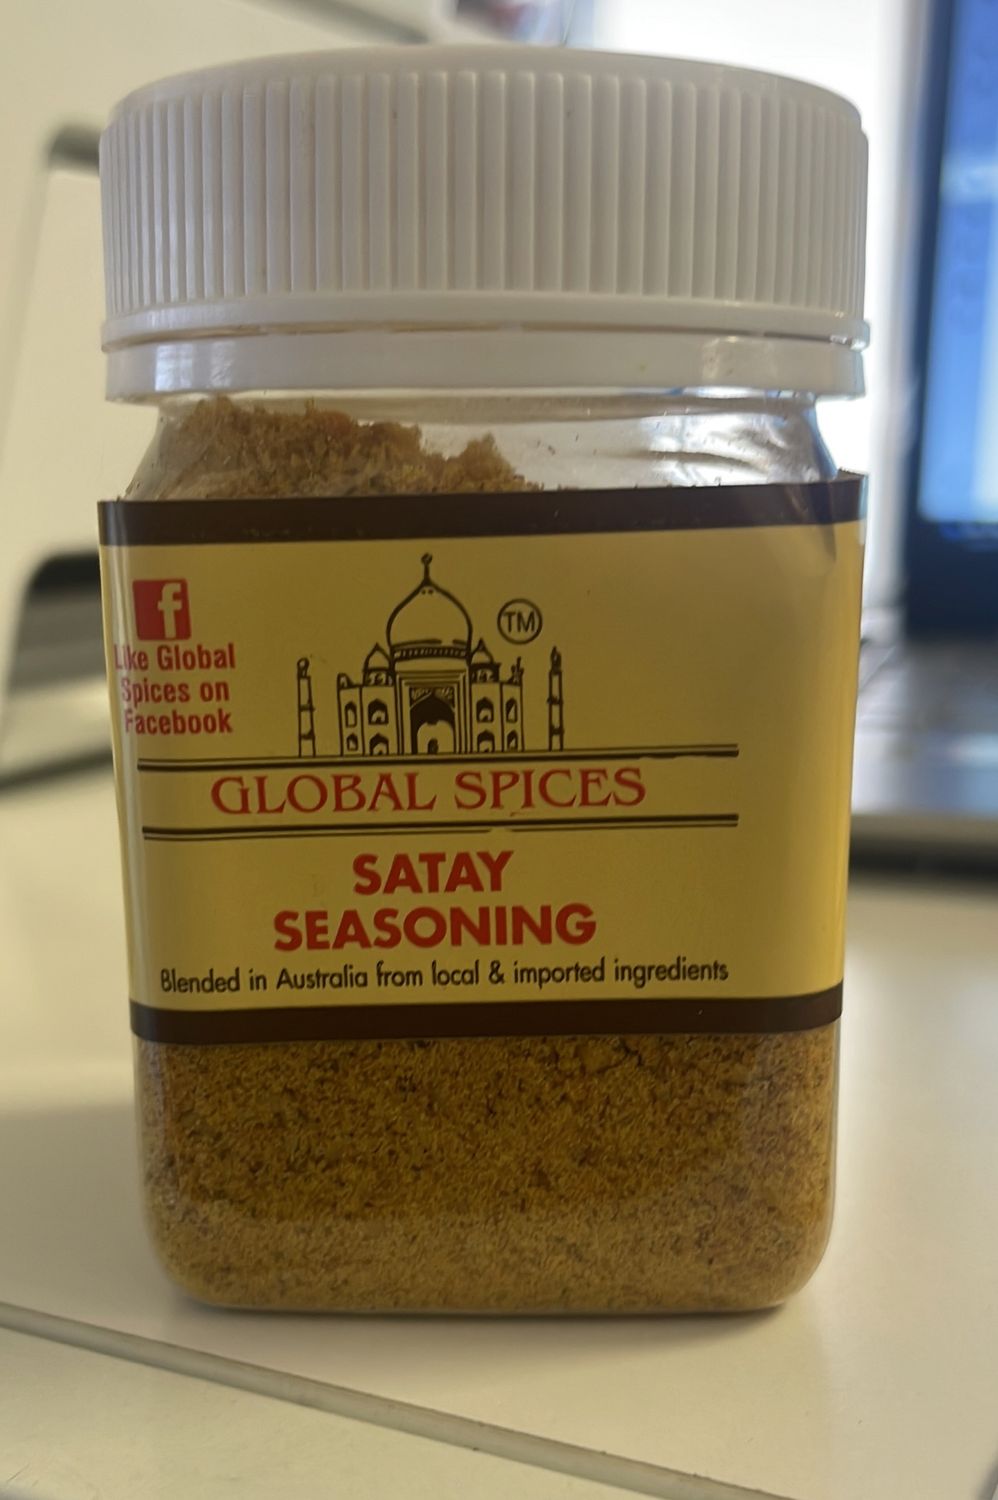 f
Like Global
Spices on
Facebook
TM
GLOBAL SPICES
SATAY
SEASONING
Blended in Australia from local & imported ingredients